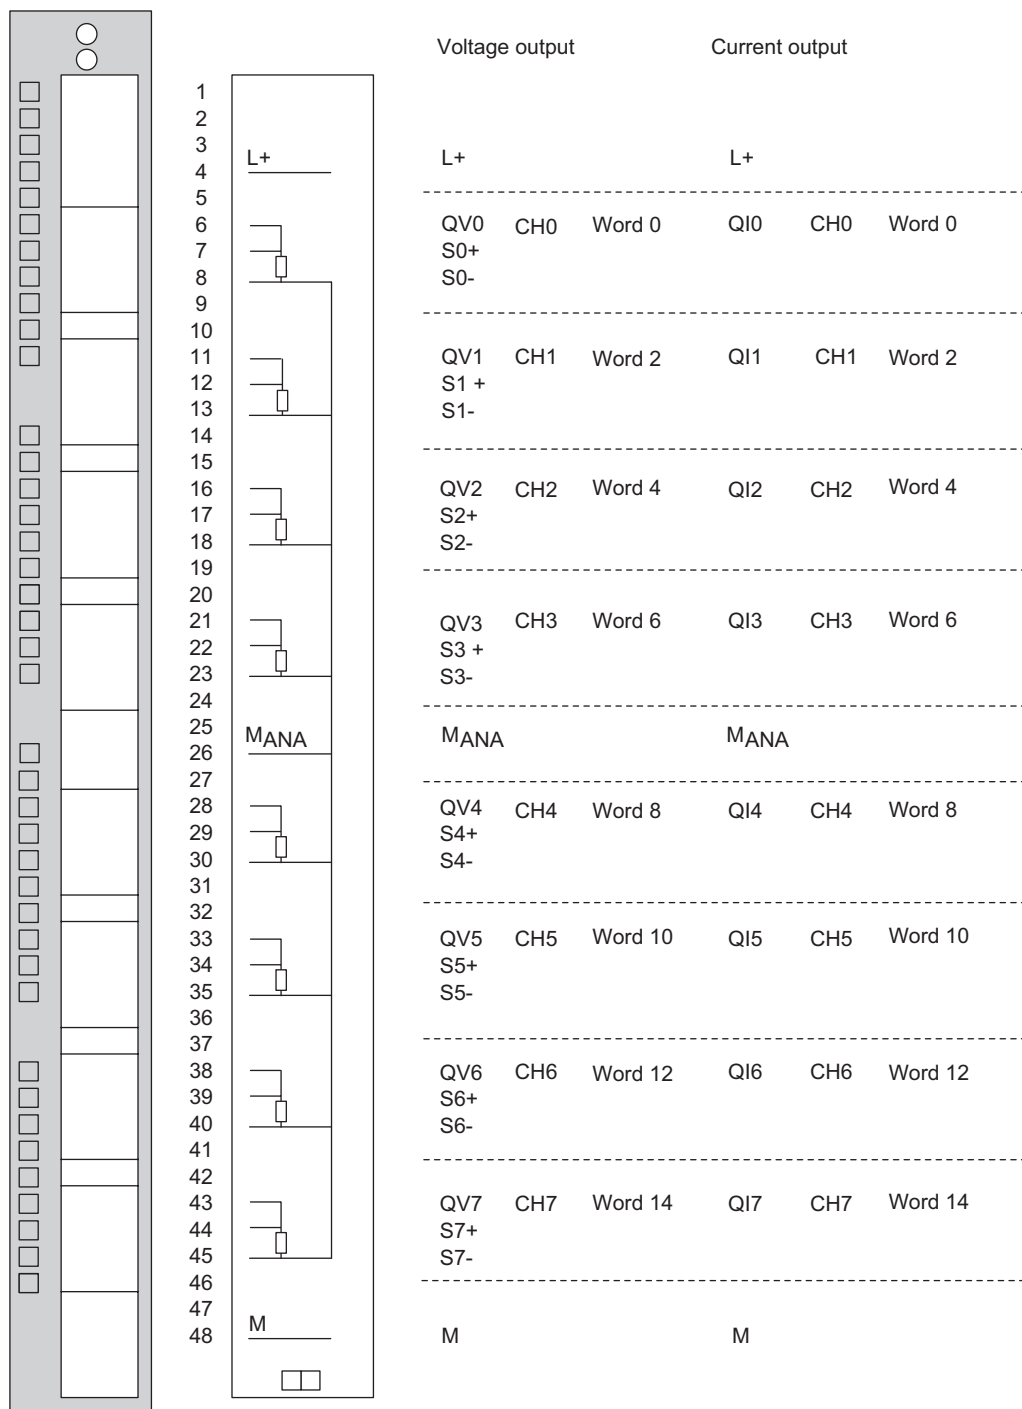 Voltage output Current output
1
2
3
L+ L+ L+
4
5
6 QV0 CH0 Word 0 QI0 CH0 Word 0
7 S0+
8 S0-
9
10
11 QV1 CH1 Word 2 QI1 CH1 Word 2
12 S1 +
13 S1-
14
15
16 QV2 CH2 Word 4 QI2 CH2 Word 4
17 S2+
18 S2-
19
20
21 QV3 CH3 Word 6 QI3 CH3 Word 6
22 S3 +
23 S3-
24
25
MANA MANA MANA
26
27
28 QV4 CH4 Word 8 QI4 CH4 Word 8
29 S4+
30 S4-
31
32
33 QV5 CH5 Word 10 QI5 CH5 Word 10
34 S5+
35 S5-
36
37
38 QV6 CH6 Word 12 QI6 CH6 Word 12
39 S6+
40 S6-
41
42
43 QV7 CH7 Word 14 QI7 CH7 Word 14
44 S7+
45 S7-
46
47
48 M M M